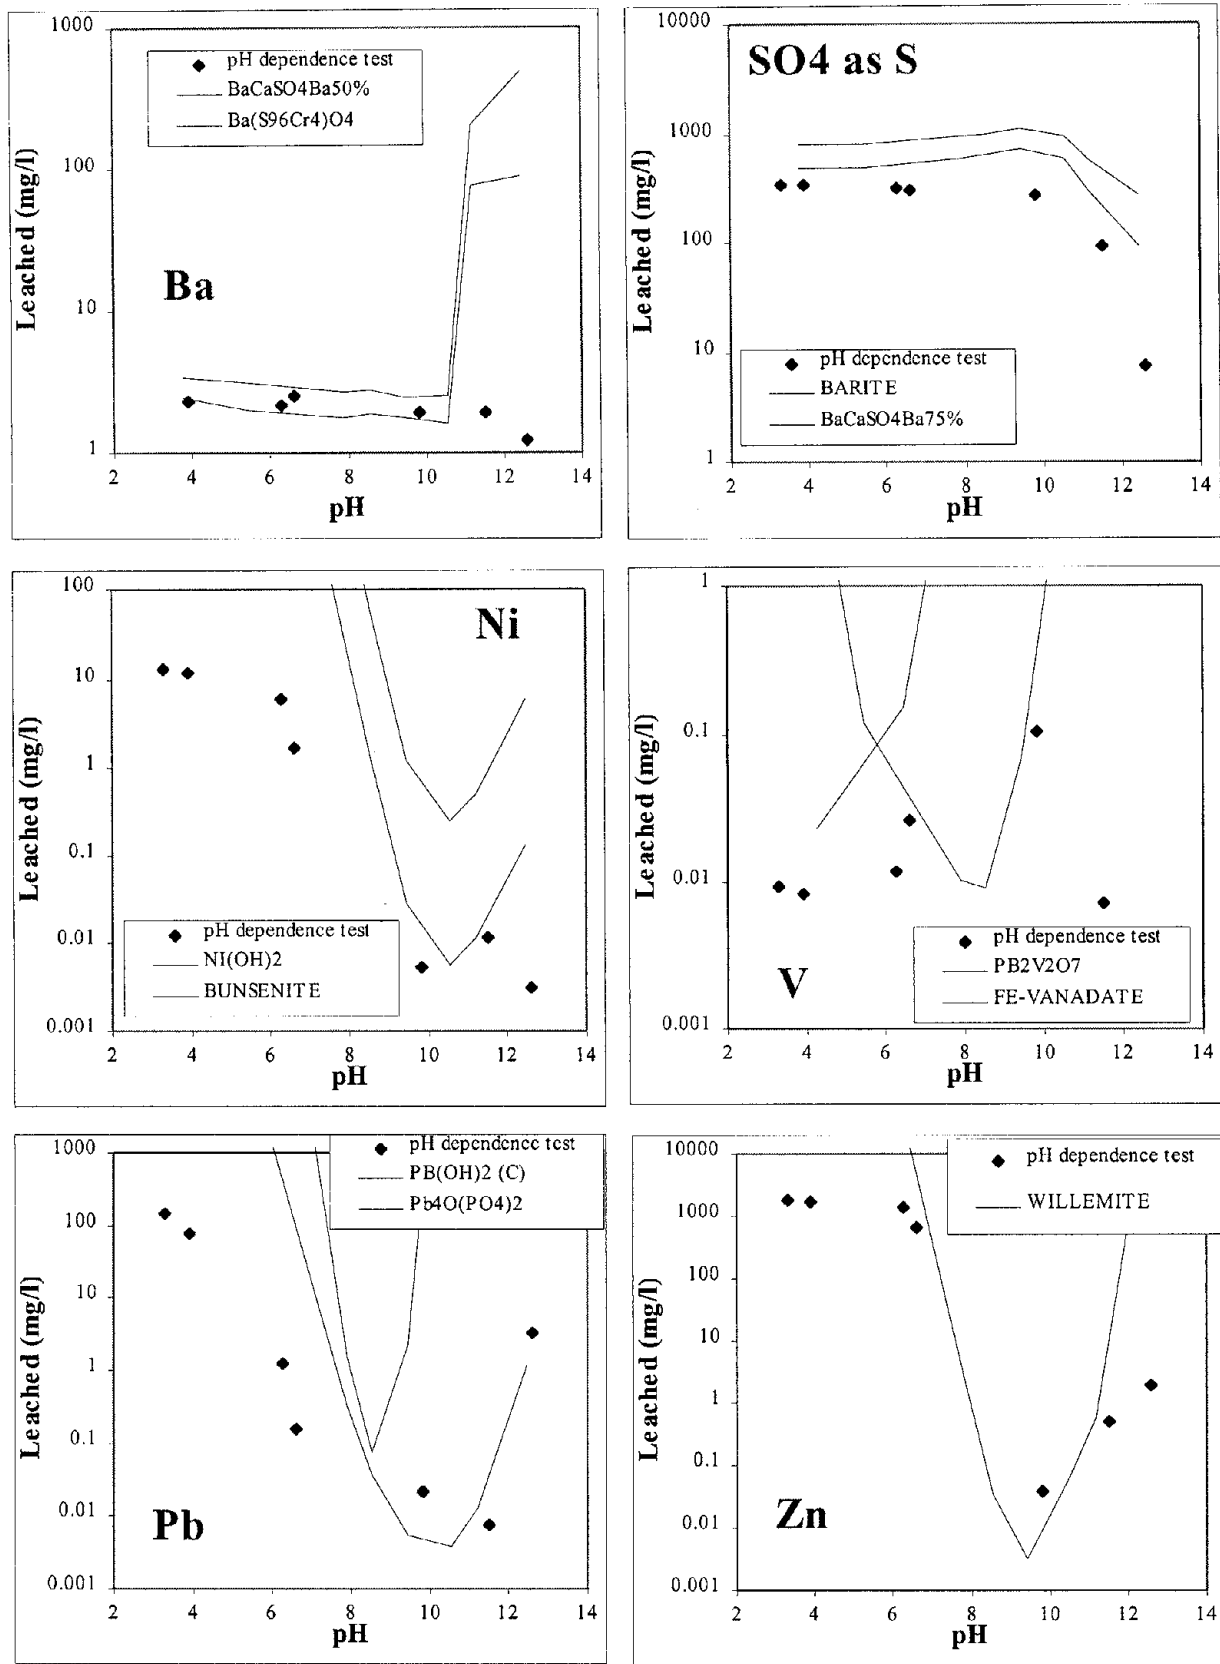 1000
pH dependence test
BaCaSO4Ba50%
Ba(S96Cr4)O4
100
10
1
Ba
Leached (mg/l)
2 4 6 8 10 12 14
pH
10000
SO4 as S
1000
100
10
1
pH dependence test
BARITE
BaCaSO4Ba75%
Leached (mg/l)
2 4 6 8 10 12 14
pH
100
Ni
10
1
0.1
0.01
0.001
pH dependence test
NI(OH)2
BUNSENITE
Leached (mg/l)
2 4 6 8 10 12 14
pH
1
0.1
0.01
0.001
pH dependence test
PB2V2O7
FE-VANADATE
V
Leached (mg/l)
2 4 6 8 10 12 14
pH
1000
pH dependence test
PB(OH)2 (C)
Pb4O(PO4)2
100
10
1
0.1
0.01
0.001
Pb
Leached (mg/l)
2 4 6 8 10 12 14
pH
10000
pH dependence test
WILLEMITE
1000
100
10
1
0.1
0.01
0.001
Zn
Leached (mg/l)
2 4 6 8 10 12 14
pH